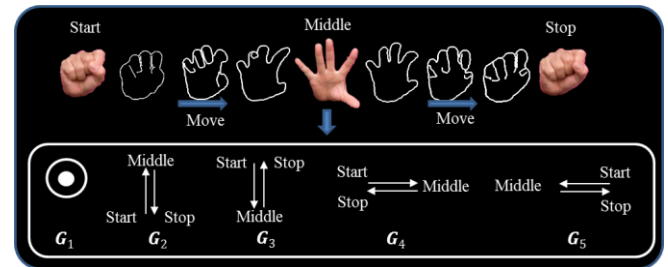 Start Middle Stop
Move Move
Middle
Start Stop
G₁ G₂
Start Stop
Middle
G₃
Start
Middle
Stop
G₄
Start
Middle
Stop
G₅